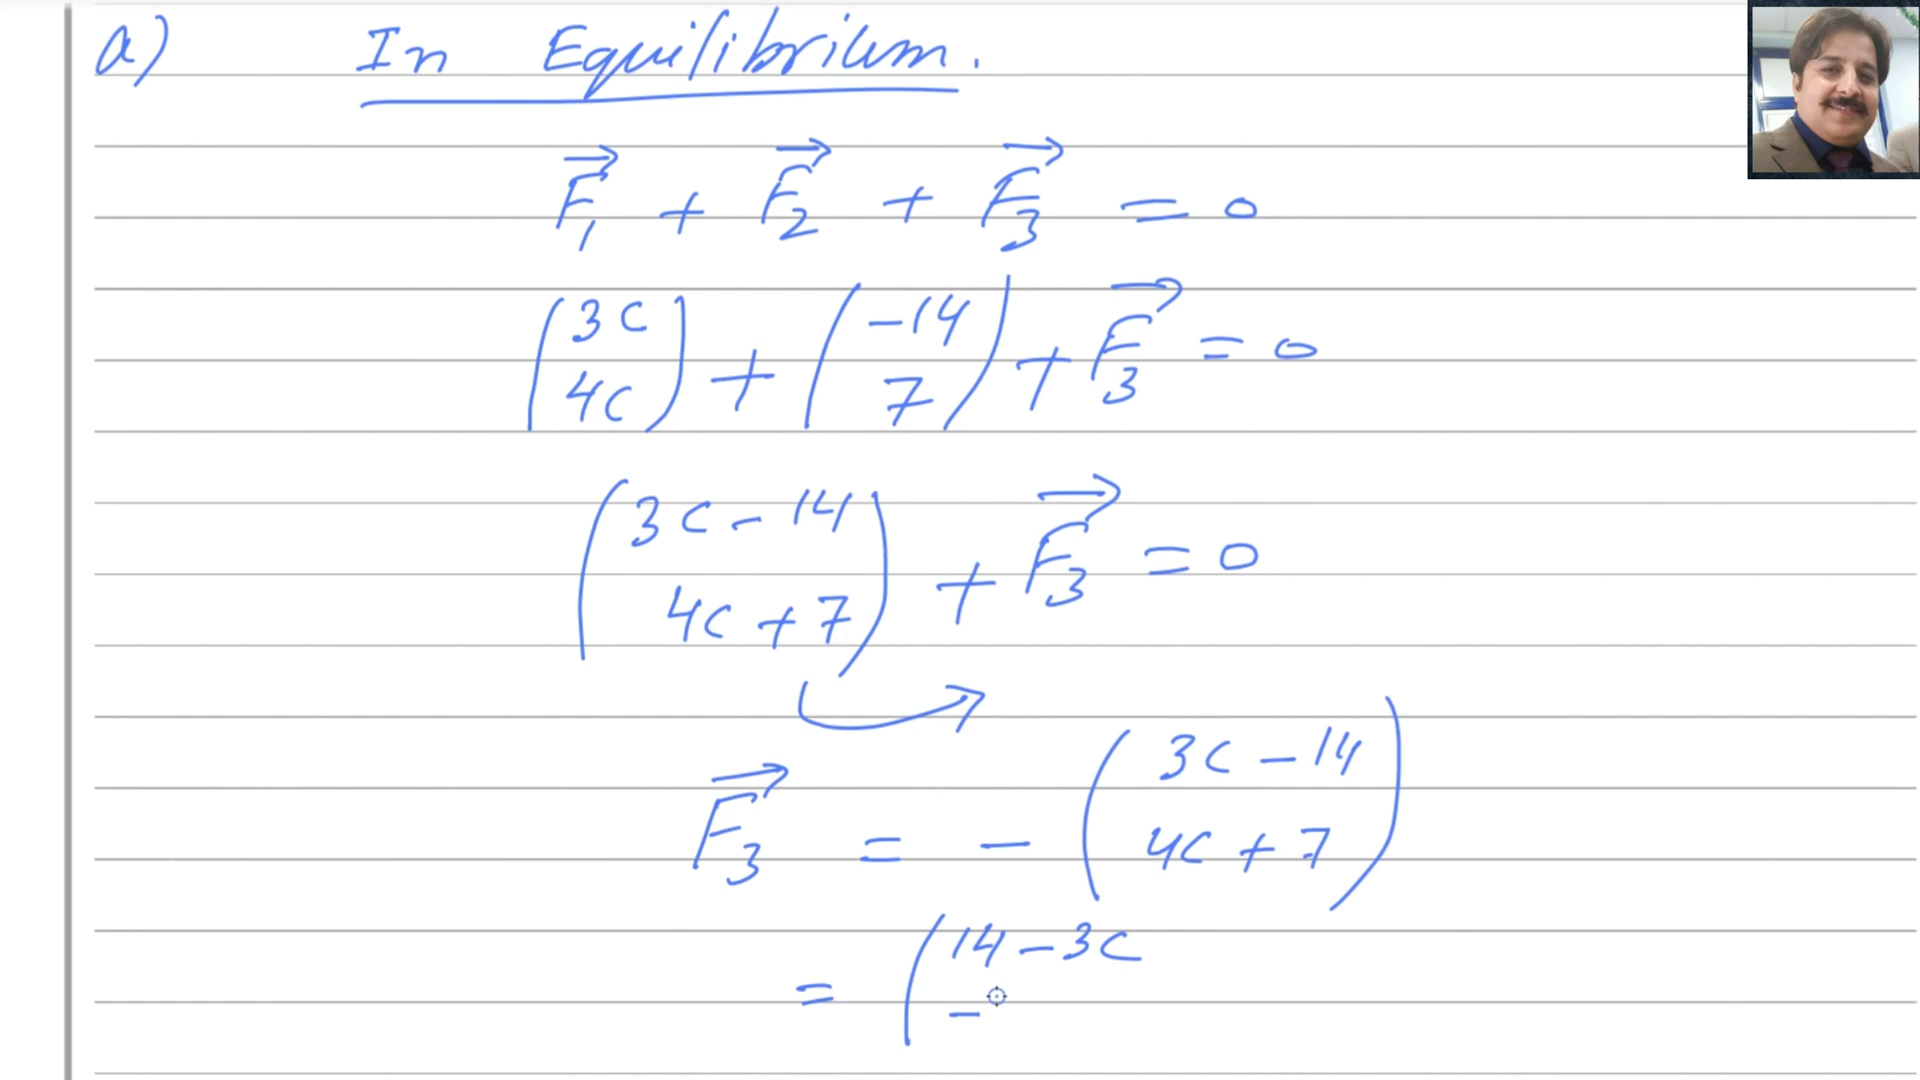 a) In Equilibrium.
F₁ + F₂ + F₃ = 0
(3c 4c) + (-14 7) + F₃ = 0
(3c - 14 4c + 7) + F₃ = 0
F₃ = - (3c - 14 4c + 7)
= (14 - 3c -